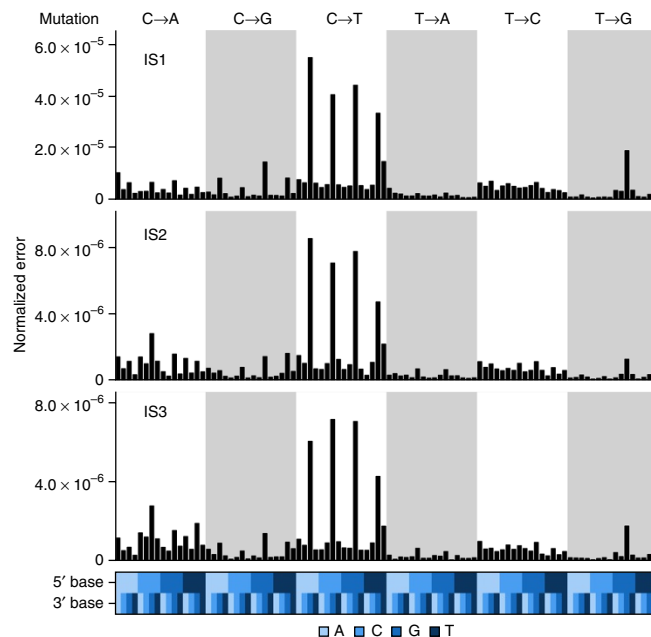 Mutation C→A C→G C→T T→A T→C T→G
6.0 × 10⁻⁵
IS1
4.0 × 10⁻⁵
2.0 × 10⁻⁵
0
IS2
8.0 × 10⁻⁶
4.0 × 10⁻⁶
0
Normalized error
8.0 × 10⁻⁶
IS3
4.0 × 10⁻⁶
0
5′ base
3′ base
A C G T